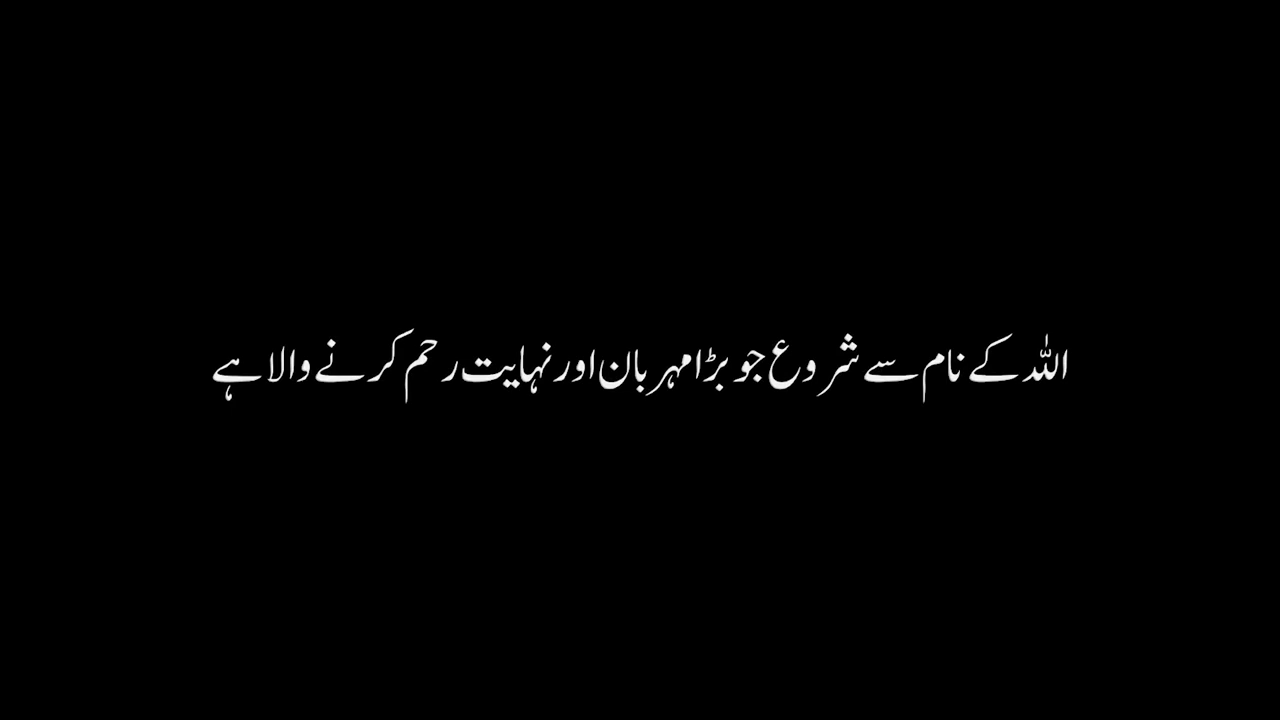 اللہ کے نام سے شروع جو بڑا مہربان اور نہایت رحم کرنے والا ہے